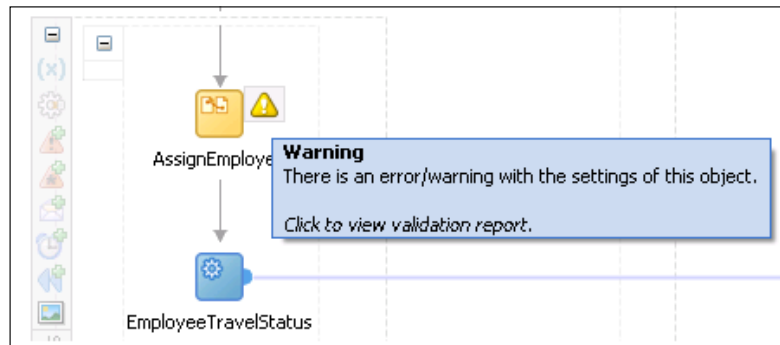 (x)
AssignEmploye
Warning
There is an error/warning with the settings of this object.
Click to view validation report.
EmployeeTravelStatus